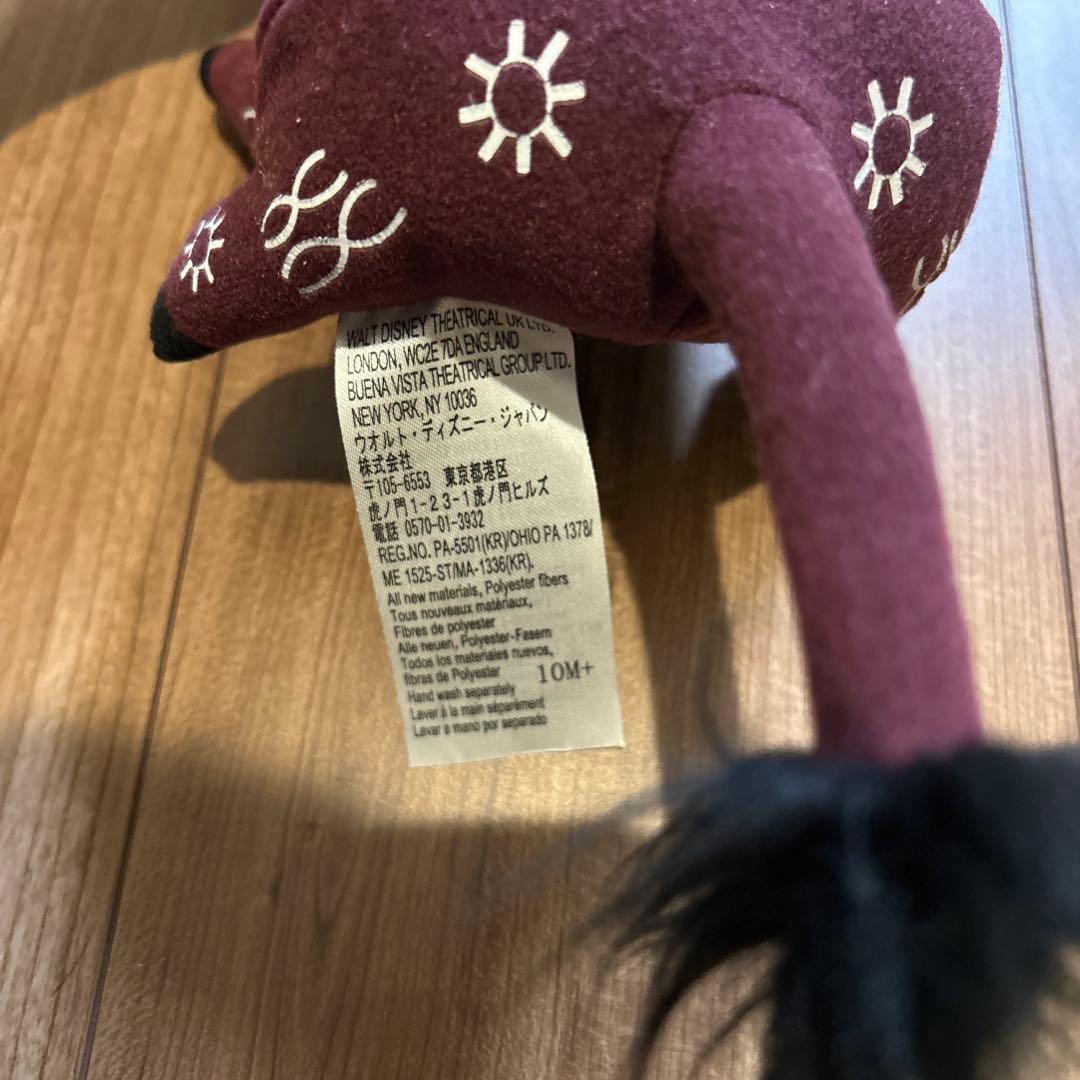 WALT DISNEY THEATRICAL UK LTD.
LONDON, WC2E 7DA ENGLAND
BUENA VISTA THEATRICAL GROUP LTD.
NEW YORK, NY 10036
ウオルト・ディズニー・ジャパン
株式会社
〒105-6553 東京都港区
虎ノ門1-23-1虎ノ門ヒルズ
電話 0570-01-3932
REG.NO. PA-5501(KR)/OHIO PA 1378/
ME 1525-ST/MA-1336(KR).
All new materials, Polyester fibers
Tous nouveaux matériaux,
Fibres de polyester
Alle neuen, Polyester-Fasern
Todos los materiales nuevos,
fibras de Polyester 10M+
Hand wash separately
Laver à la main séparément
Lavar a mano por separado